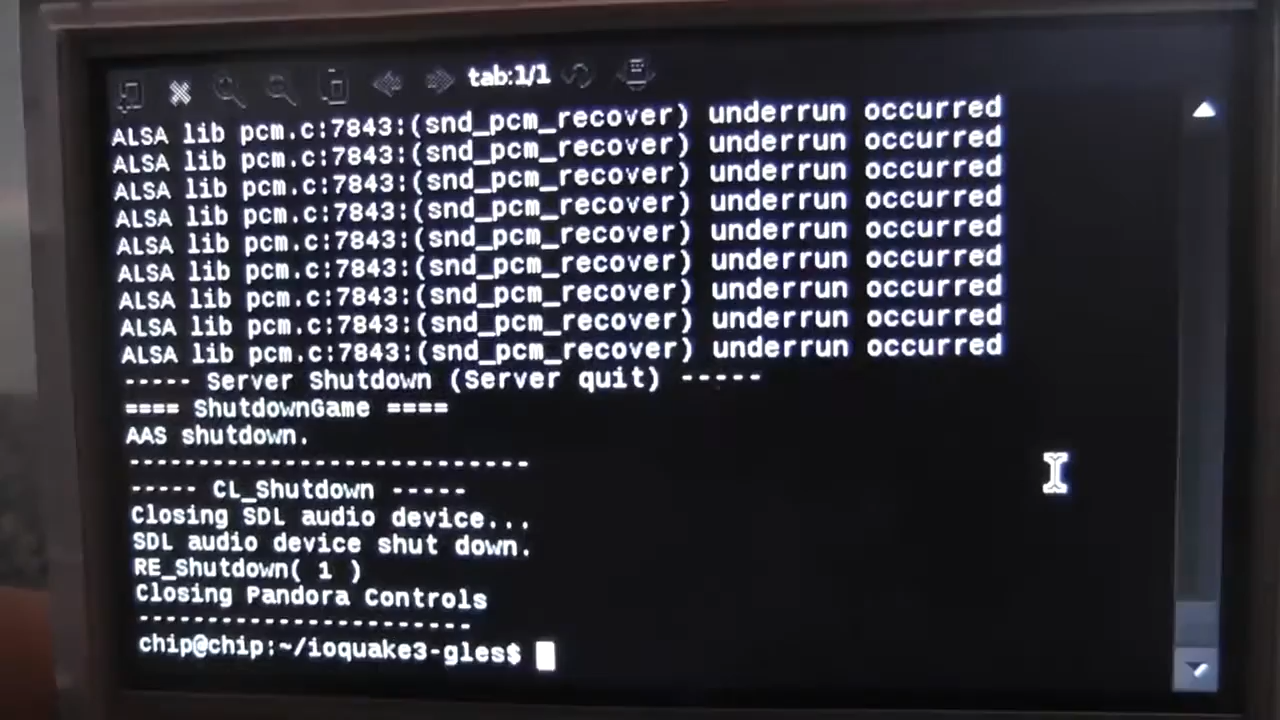 tab:1/1
ALSA lib pcm.c:7843:(snd_pcm_recover) underrun occurred
ALSA lib pcm.c:7843:(snd_pcm_recover) underrun occurred
ALSA lib pcm.c:7843:(snd_pcm_recover) underrun occurred
ALSA lib pcm.c:7843:(snd_pcm_recover) underrun occurred
ALSA lib pcm.c:7843:(snd_pcm_recover) underrun occurred
ALSA lib pcm.c:7843:(snd_pcm_recover) underrun occurred
ALSA lib pcm.c:7843:(snd_pcm_recover) underrun occurred
ALSA lib pcm.c:7843:(snd_pcm_recover) underrun occurred
ALSA lib pcm.c:7843:(snd_pcm_recover) underrun occurred
----- Server Shutdown (Server quit) -----
==== ShutdownGame ====
AAS shutdown.
---------------------------
----- CL_Shutdown -----
Closing SDL audio device...
SDL audio device shut down.
RE_Shutdown( 1 )
Closing Pandora Controls
-----------------------
chip@chip:~/ioquake3-gles$